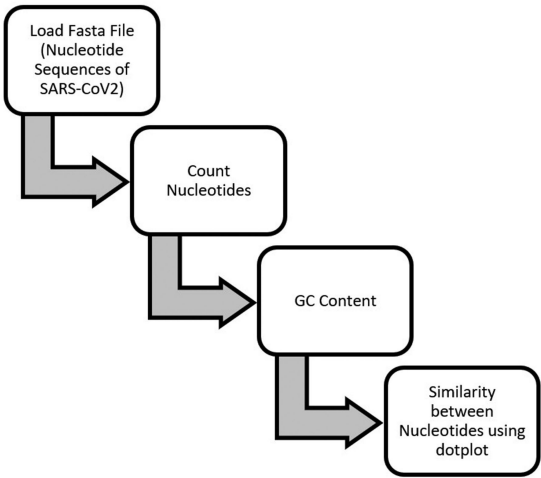 Load Fasta File
(Nucleotide
Sequences of
SARS-CoV2)
Count
Nucleotides
GC Content
Similarity
between
Nucleotides using
dotplot